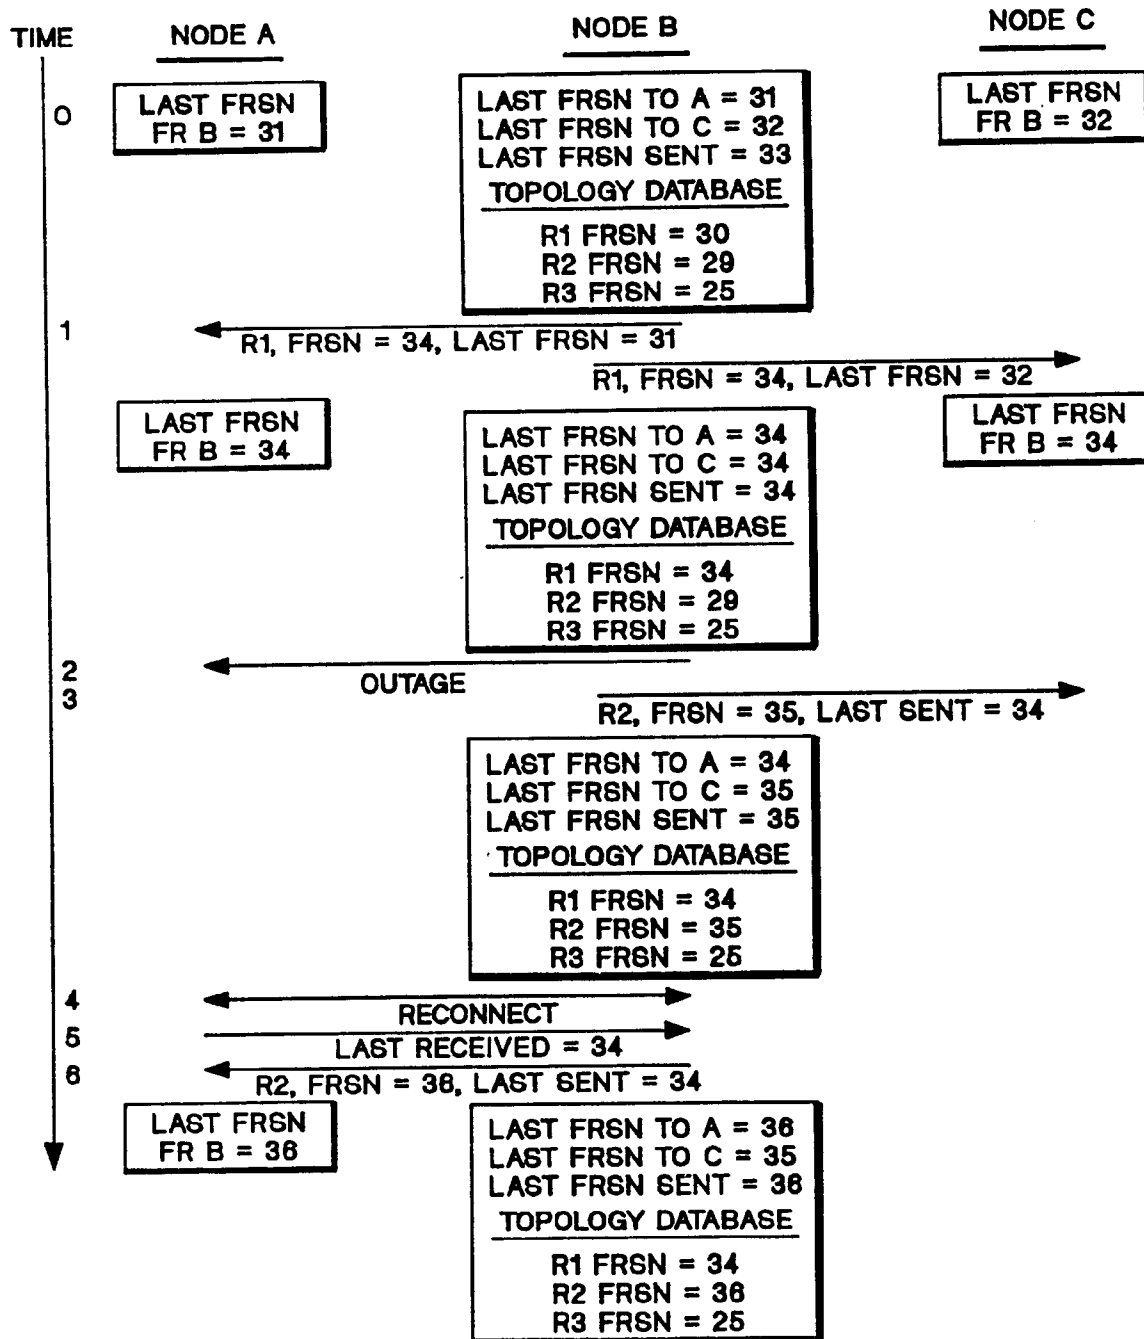 TIME
NODE A
NODE B
NODE C
0
LAST FRSN
FR B = 31
LAST FRSN TO A = 31
LAST FRSN TO C = 32
LAST FRSN SENT = 33
TOPOLOGY DATABASE
R1 FRSN = 30
R2 FRSN = 29
R3 FRSN = 25
LAST FRSN
FR B = 32
1
R1, FRSN = 34, LAST FRSN = 31
R1, FRSN = 34, LAST FRSN = 32
LAST FRSN
FR B = 34
LAST FRSN TO A = 34
LAST FRSN TO C = 34
LAST FRSN SENT = 34
TOPOLOGY DATABASE
R1 FRSN = 34
R2 FRSN = 29
R3 FRSN = 25
LAST FRSN
FR B = 34
2
OUTAGE
3
R2, FRSN = 35, LAST SENT = 34
LAST FRSN TO A = 34
LAST FRSN TO C = 35
LAST FRSN SENT = 35
TOPOLOGY DATABASE
R1 FRSN = 34
R2 FRSN = 35
R3 FRSN = 25
4
RECONNECT
5
LAST RECEIVED = 34
6
R2, FRSN = 36, LAST SENT = 34
LAST FRSN
FR B = 36
LAST FRSN TO A = 36
LAST FRSN TO C = 35
LAST FRSN SENT = 36
TOPOLOGY DATABASE
R1 FRSN = 34
R2 FRSN = 36
R3 FRSN = 25